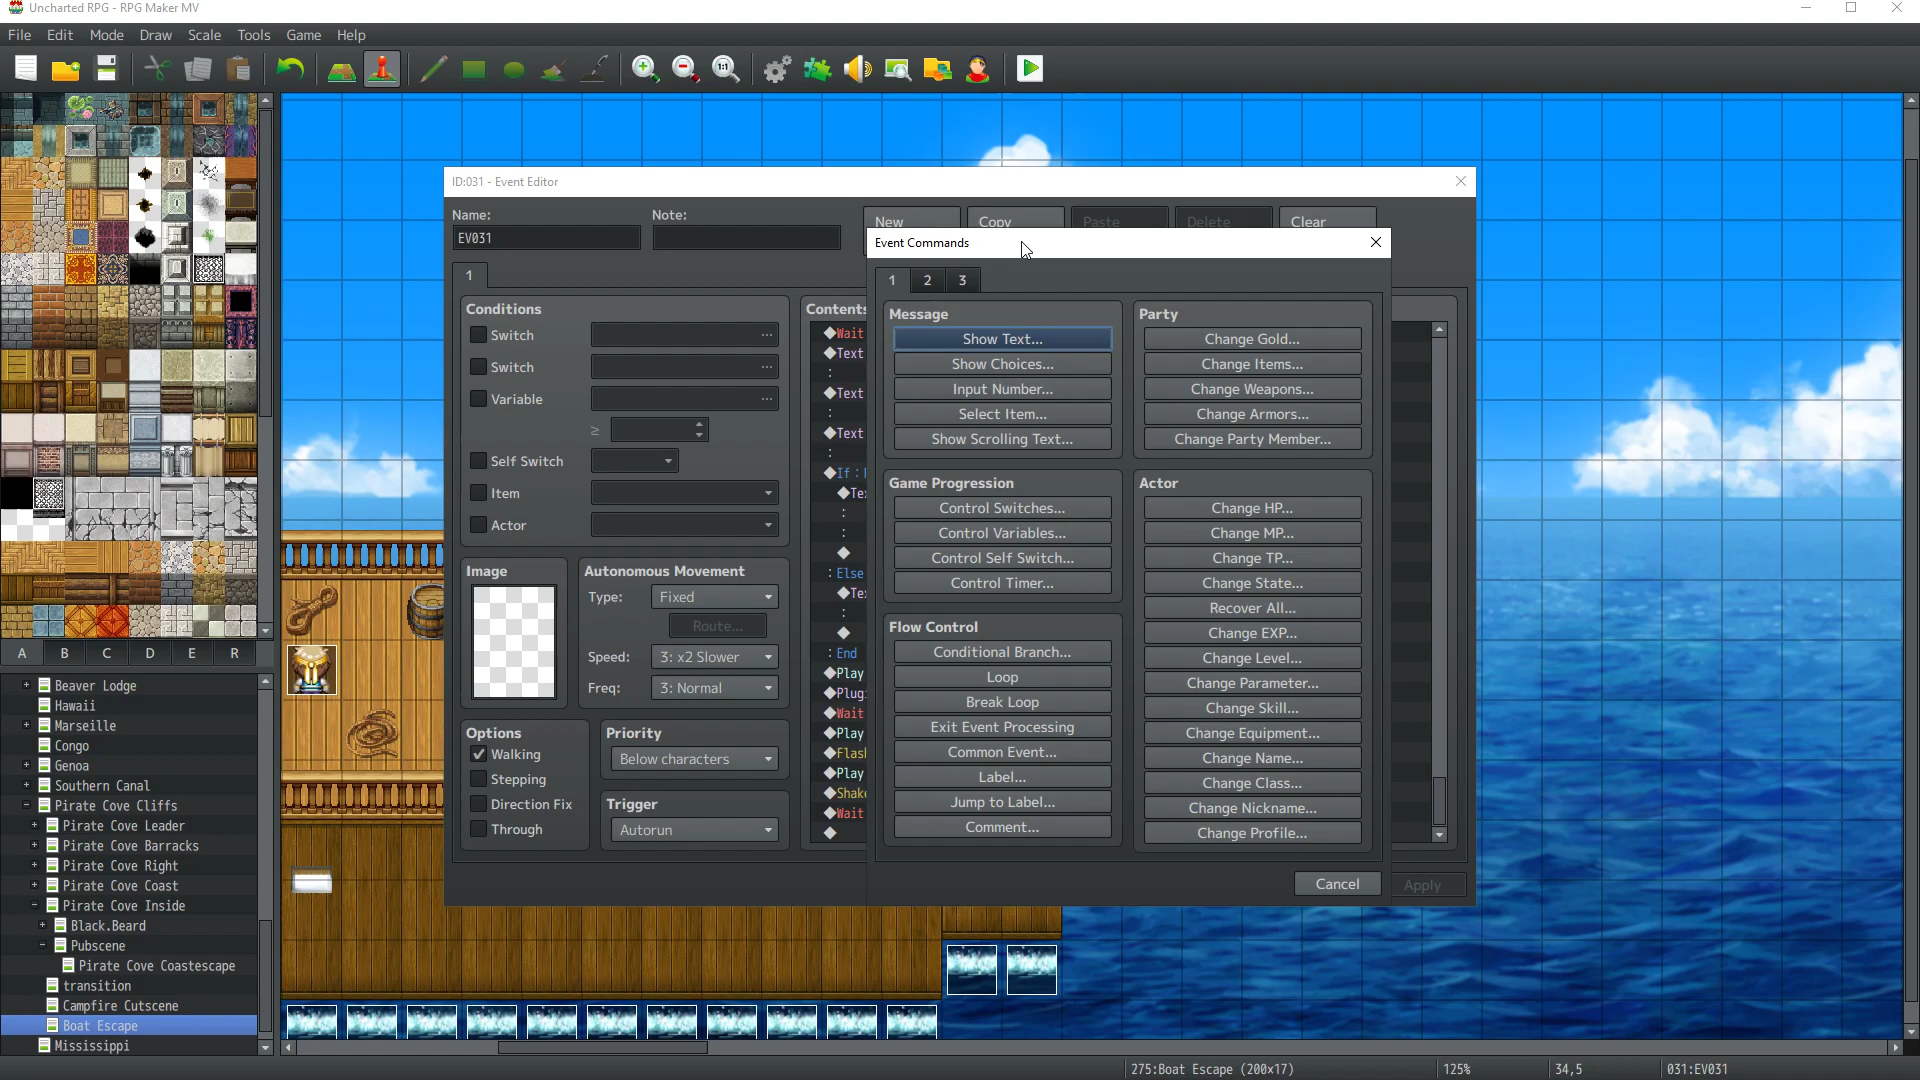 Uncharted RPG - RPG Maker MV
File Edit Mode Draw Scale Tools Game Help
1:1
ID:031 - Event Editor
Name:
Note:
EV031
New
Copy
Paste
Delete
Clear
1
Conditions
Switch
...
Switch
...
Variable
...
≥
Self Switch
Item
Actor
Image
Autonomous Movement
Type: Fixed
Route...
Speed: 3: x2 Slower
Freq: 3: Normal
Options
Walking
Stepping
Direction Fix
Through
Priority
Below characters
Trigger
Autorun
Contents
◆Wait
◆Text
:
◆Text
:
◆Text
:
◆If :
◆Te
:
:
◆
: Else
◆Te
:
◆
: End
◆Play
◆Plug
◆Wait
◆Play
◆Flas
◆Play
◆Shak
◆Wait
◆
Event Commands
1 2 3
Message
Show Text...
Show Choices...
Input Number...
Select Item...
Show Scrolling Text...
Game Progression
Control Switches...
Control Variables...
Control Self Switch...
Control Timer...
Flow Control
Conditional Branch...
Loop
Break Loop
Exit Event Processing
Common Event...
Label...
Jump to Label...
Comment...
Party
Change Gold...
Change Items...
Change Weapons...
Change Armors...
Change Party Member...
Actor
Change HP...
Change MP...
Change TP...
Change State...
Recover All...
Change EXP...
Change Level...
Change Parameter...
Change Skill...
Change Equipment...
Change Name...
Change Class...
Change Nickname...
Change Profile...
Cancel
Apply
A B C D E R
Beaver Lodge
Hawaii
Marseille
Congo
Genoa
Southern Canal
Pirate Cove Cliffs
Pirate Cove Leader
Pirate Cove Barracks
Pirate Cove Right
Pirate Cove Coast
Pirate Cove Inside
Black.Beard
Pubscene
Pirate Cove Coastescape
transition
Campfire Cutscene
Boat Escape
Mississippi
275:Boat Escape (200×17)
125%
34,5
031:EV031